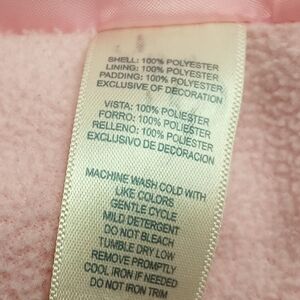 SHELL: 100% POLYESTER
LINING: 100% POLYESTER
PADDING: 100% POLYESTER
EXCLUSIVE OF DECORATION
VISTA: 100% POLIESTER
FORRO: 100% POLIESTER
RELLENO: 100% POLIESTER
EXCLUSIVO DE DECORACION
MACHINE WASH COLD WITH
LIKE COLORS
GENTLE CYCLE
MILD DETERGENT
DO NOT BLEACH
TUMBLE DRY LOW
REMOVE PROMPTLY
COOL IRON IF NEEDED
DO NOT IRON TRIM